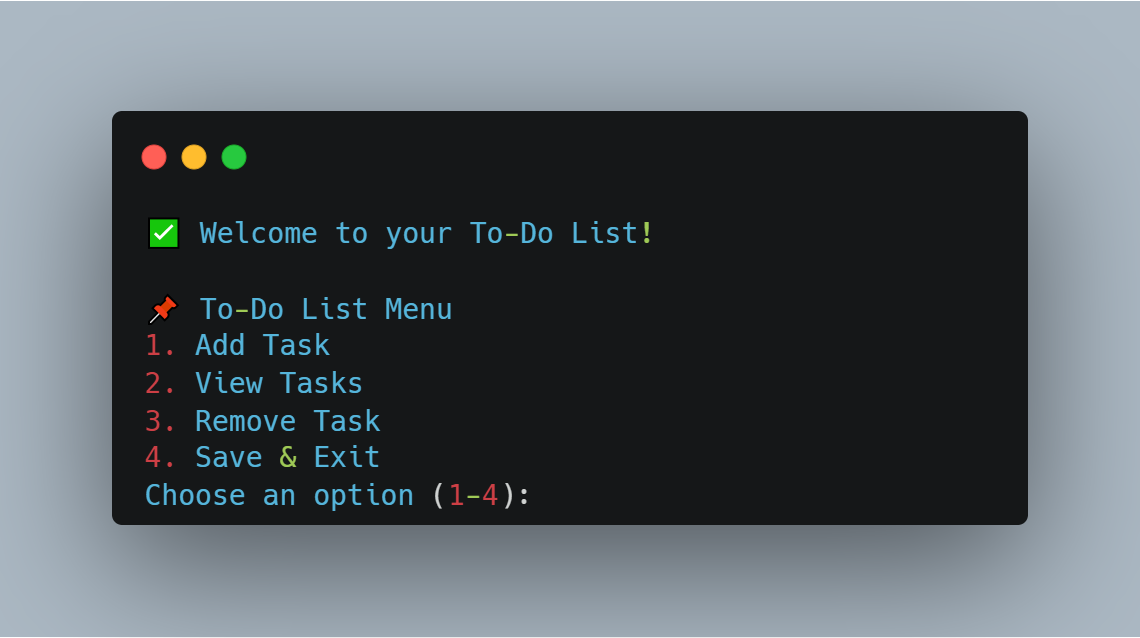 ✅ Welcome to your To-Do List!
📌 To-Do List Menu
1. Add Task
2. View Tasks
3. Remove Task
4. Save & Exit
Choose an option (1-4):